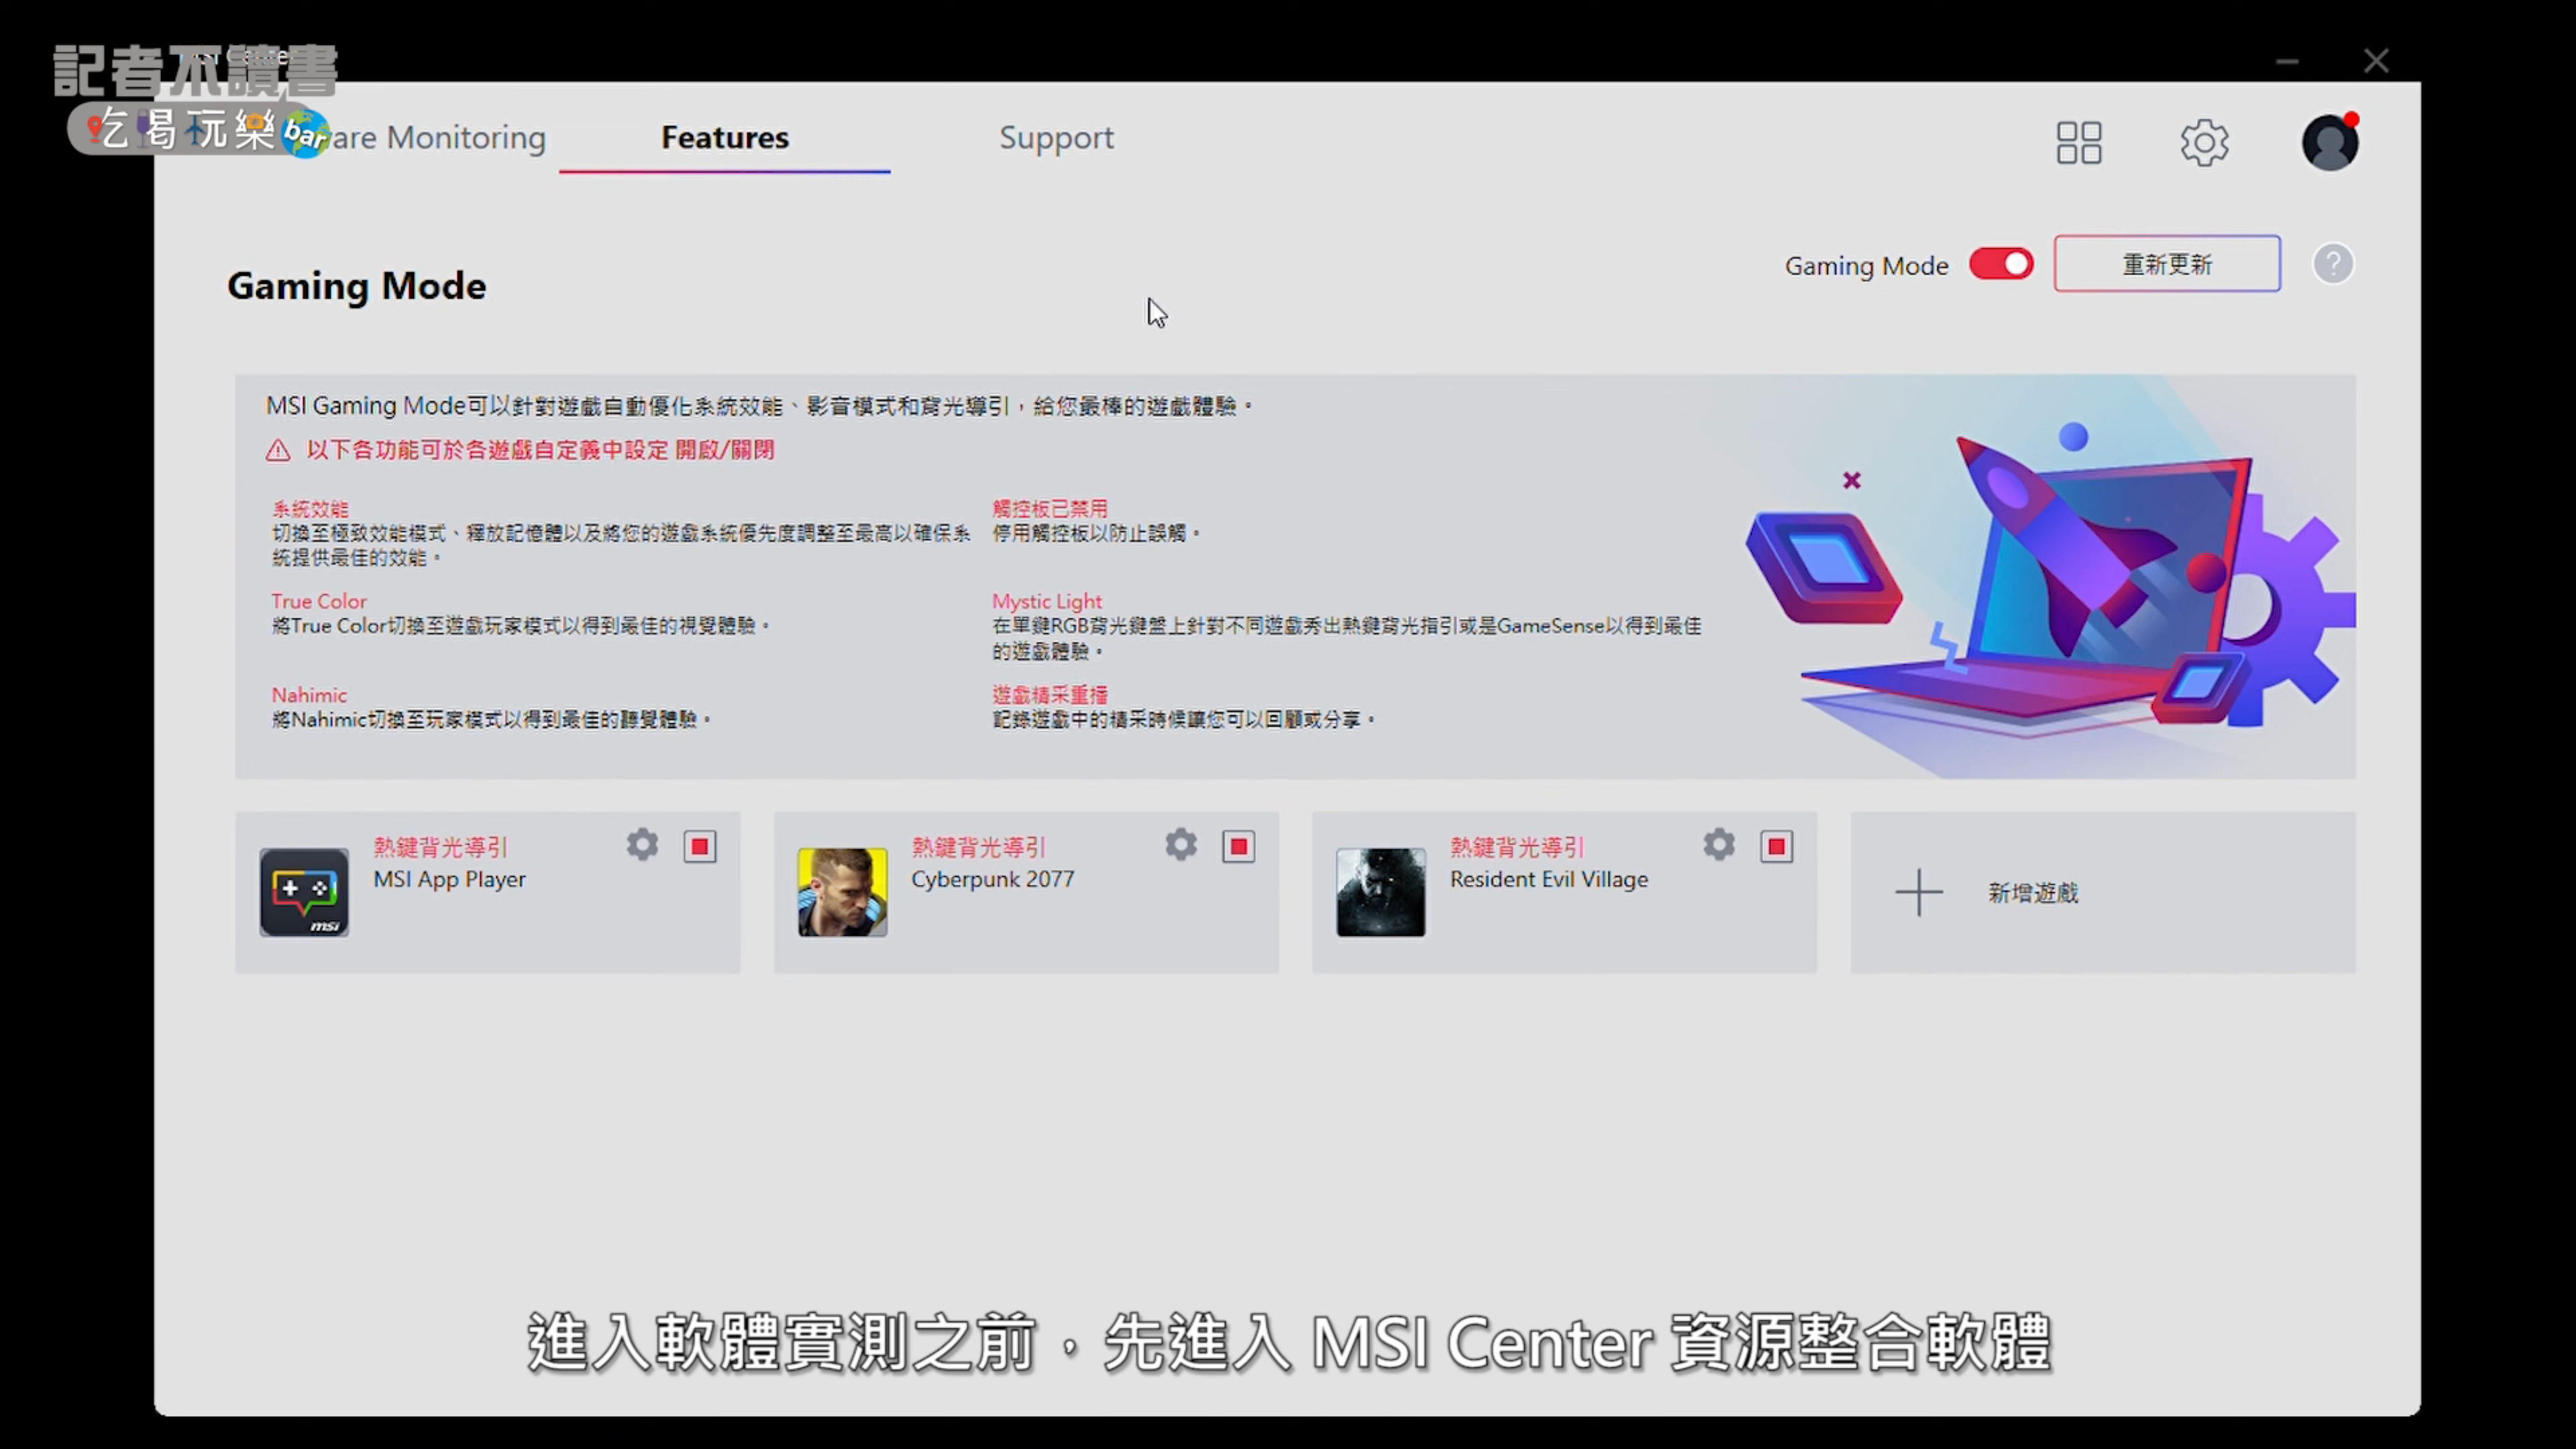 記者不讀書
吃喝玩樂bar
are Monitoring
Features
Support
Gaming Mode
Gaming Mode
重新更新
?
MSI Gaming Mode可以針對遊戲自動優化系統效能、影音模式和背光導引，給您最棒的遊戲體驗。
以下各功能可於各遊戲自定義中設定 開啟/關閉
系統效能
切換至極致效能模式、釋放記憶體以及將您的遊戲系統優先度調整至最高以確保系
統提供最佳的效能。
觸控板已禁用
停用觸控板以防止誤觸。
True Color
將True Color切換至遊戲玩家模式以得到最佳的視覺體驗。
Mystic Light
在單鍵RGB背光鍵盤上針對不同遊戲秀出熱鍵背光指引或是GameSense以得到最佳
的遊戲體驗。
Nahimic
將Nahimic切換至玩家模式以得到最佳的聽覺體驗。
遊戲精采重播
記錄遊戲中的精采時候讓您可以回顧或分享。
熱鍵背光導引
MSI App Player
msi
熱鍵背光導引
Cyberpunk 2077
熱鍵背光導引
Resident Evil Village
新增遊戲
進入軟體實測之前，先進入 MSI Center 資源整合軟體